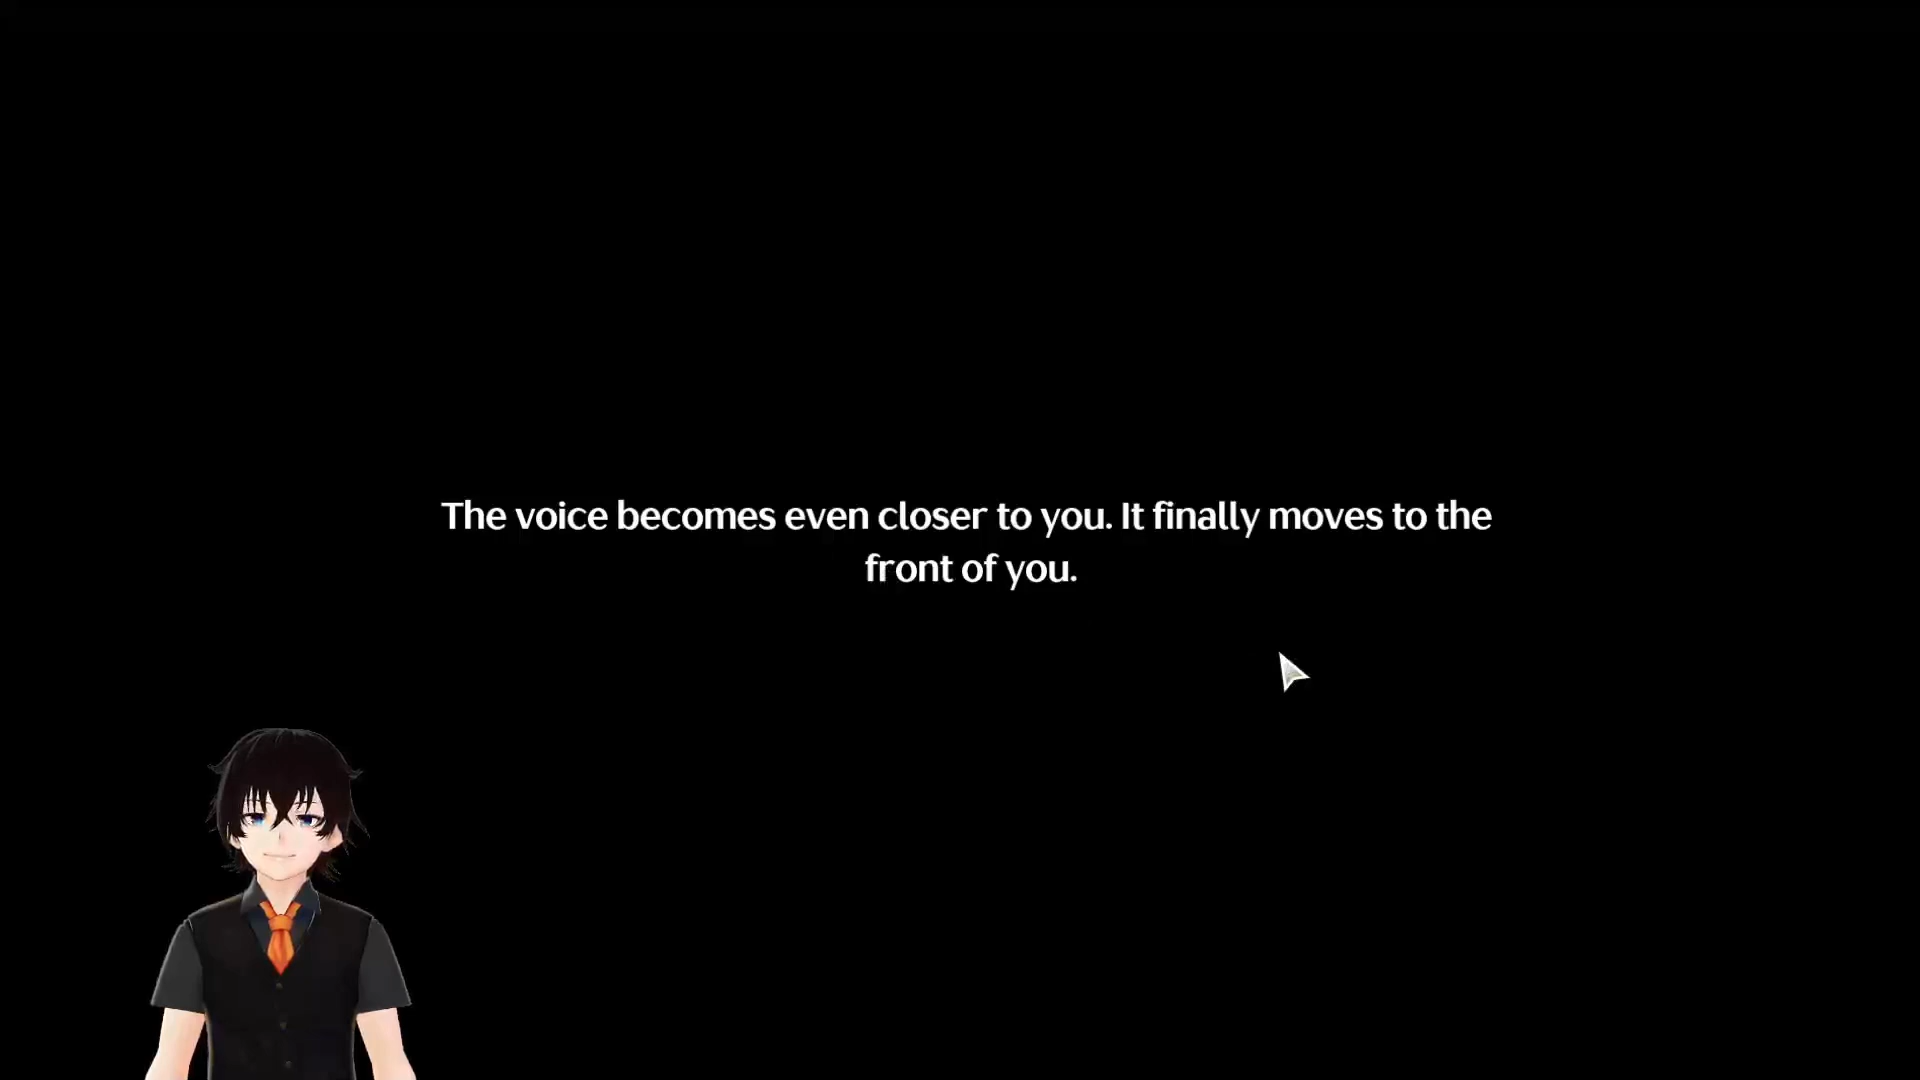 The voice becomes even closer to you. It finally moves to the
front of you.